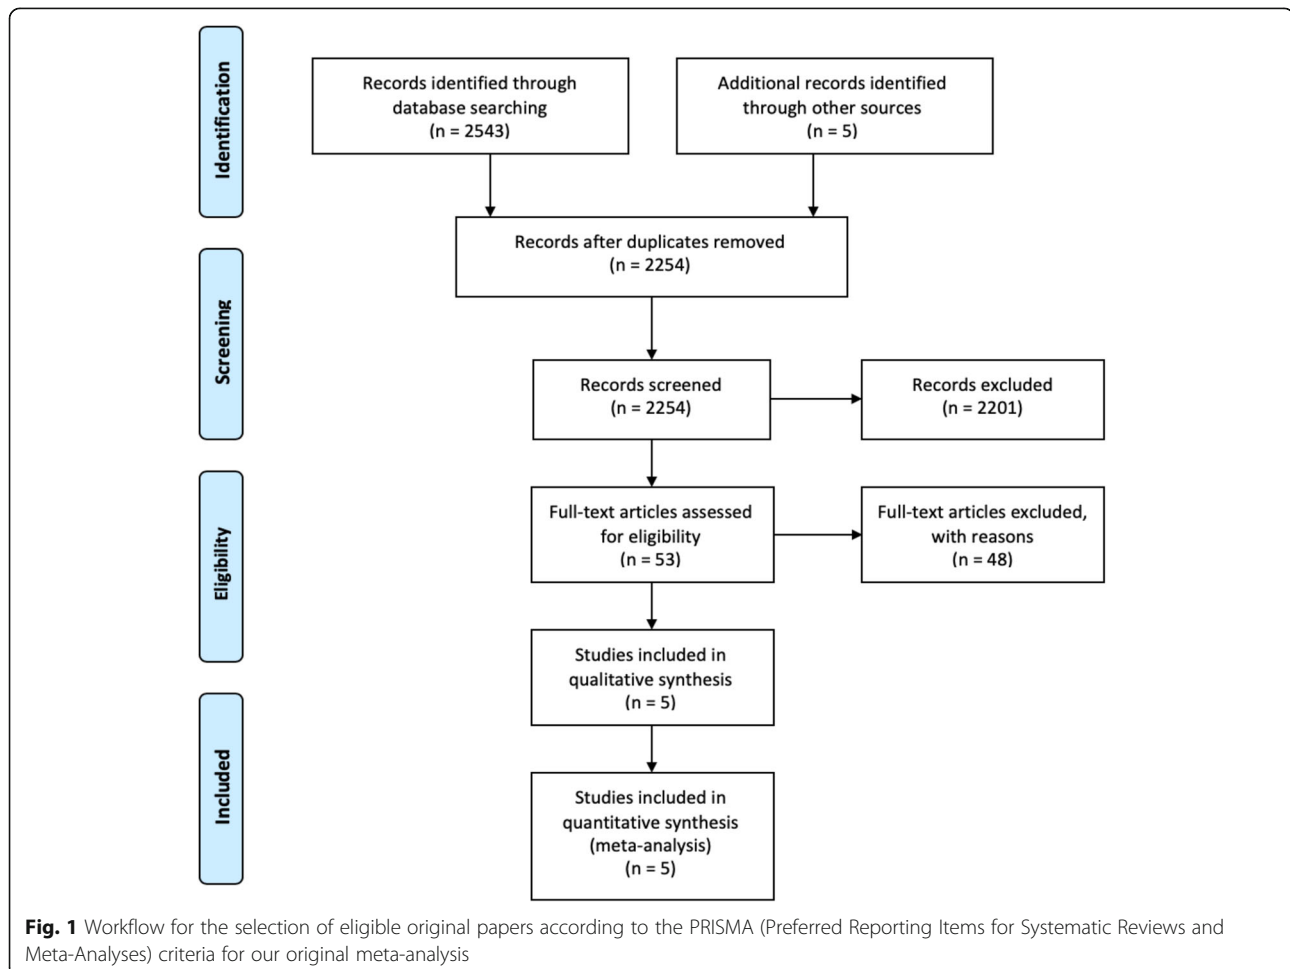 Identification
Records identified through
database searching
(n = 2543)
Additional records identified
through other sources
(n = 5)
Records after duplicates removed
(n = 2254)
Screening
Records screened
(n = 2254)
Records excluded
(n = 2201)
Eligibility
Full-text articles assessed
for eligibility
(n = 53)
Full-text articles excluded,
with reasons
(n = 48)
Studies included in
qualitative synthesis
(n = 5)
Included
Studies included in
quantitative synthesis
(meta-analysis)
(n = 5)
Fig. 1 Workflow for the selection of eligible original papers according to the PRISMA (Preferred Reporting Items for Systematic Reviews and
Meta-Analyses) criteria for our original meta-analysis